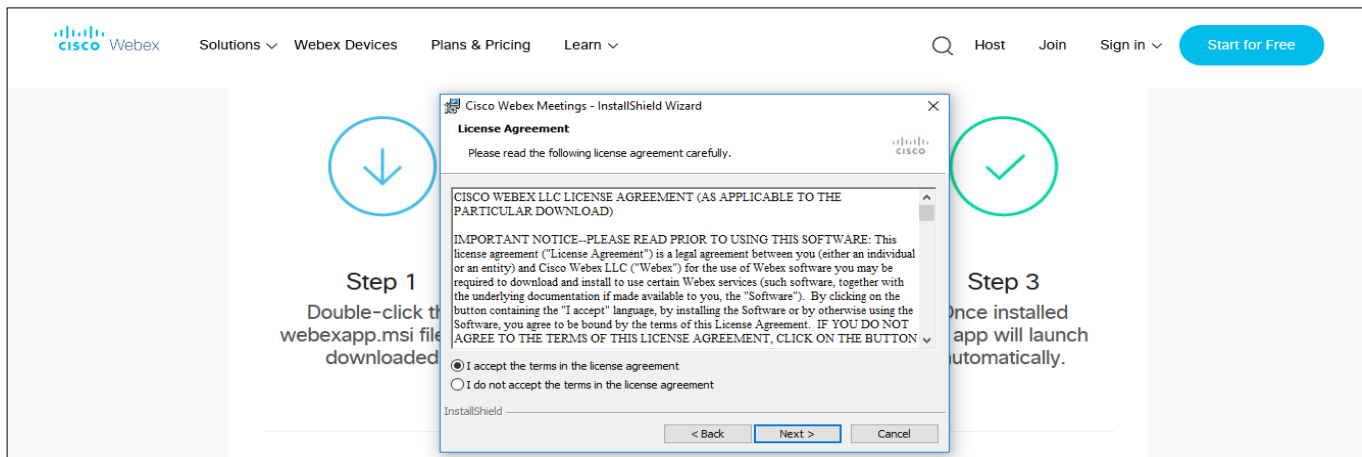 CISCO Webex
Solutions Webex Devices Plans & Pricing Learn Host Join Sign in Start for Free
Cisco Webex Meetings - InstallShield Wizard
License Agreement
Please read the following license agreement carefully.
CISCO
CISCO WEBEX LLC LICENSE AGREEMENT (AS APPLICABLE TO THE
PARTICULAR DOWNLOAD)
IMPORTANT NOTICE--PLEASE READ PRIOR TO USING THIS SOFTWARE: This
license agreement ("License Agreement") is a legal agreement between you (either an individual
or an entity) and Cisco Webex LLC ("Webex") for the use of Webex software you may be
required to download and install to use certain Webex services (such software, together with
the underlying documentation if made available to you, the "Software"). By clicking on the
button containing the "I accept" language, by installing the Software or by otherwise using the
Software, you agree to be bound by the terms of this License Agreement. IF YOU DO NOT
AGREE TO THE TERMS OF THIS LICENSE AGREEMENT, CLICK ON THE BUTTON
I accept the terms in the license agreement
I do not accept the terms in the license agreement
InstallShield
< Back Next > Cancel
Step 1
Double-click
webexapp.msi
downloaded
Step 3
installed
app will launch
automatically.